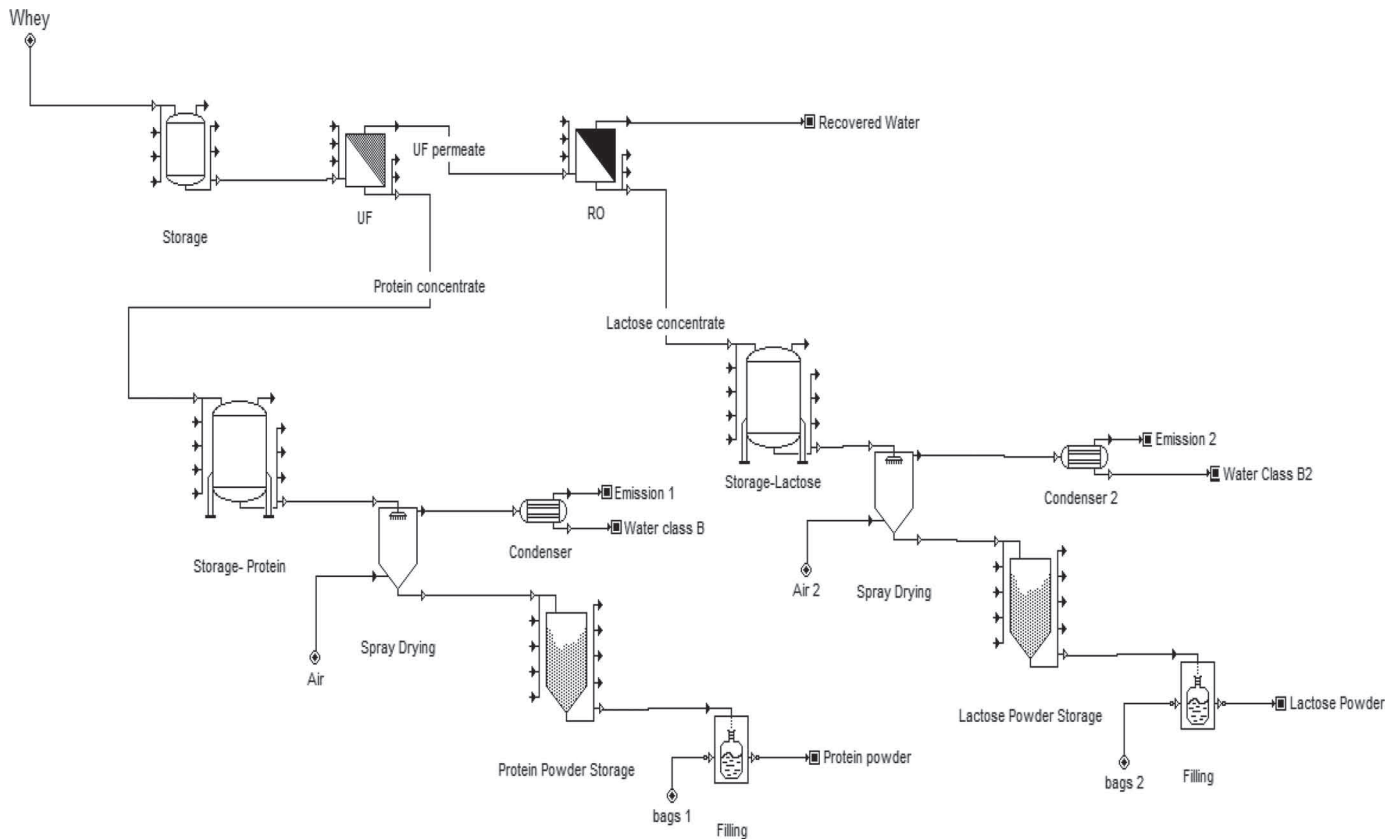 Whey
Recovered Water
UF permeate
UF
RO
Storage
Protein concentrate
Lactose concentrate
Storage-Lactose
Emission 2
Water Class B2
Condenser 2
Emission 1
Water class B
Condenser
Storage- Protein
Air 2
Spray Drying
Spray Drying
Air
Lactose Powder Storage
Lactose Powder
Protein Powder Storage
Protein powder
bags 2
Filling
bags 1
Filling